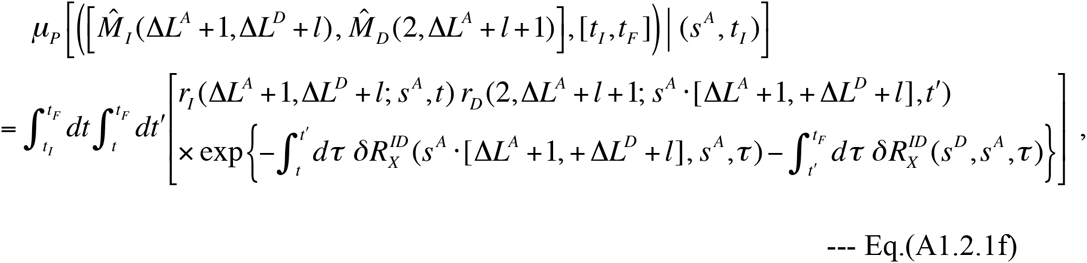 μ_P[([M̂_I(ΔL^A+1,ΔL^D+l), M̂_D(2,ΔL^A+l+1)],[t_I,t_F]) | (s^A,t_I)]
= ∫_{t_I}^{t_F} dt ∫_t^{t_F} dt′ [ r_I(ΔL^A+1,ΔL^D+l; s^A,t) r_D(2,ΔL^A+l+1; s^A·[ΔL^A+1,+ΔL^D+l],t′)
× exp{−∫_t^{t′} dτ δR_X^{ID}(s^A·[ΔL^A+1,+ΔL^D+l], s^A,τ) − ∫_{t′}^{t_F} dτ δR_X^{ID}(s^D,s^A,τ)} ] ,
--- Eq.(A1.2.1f)